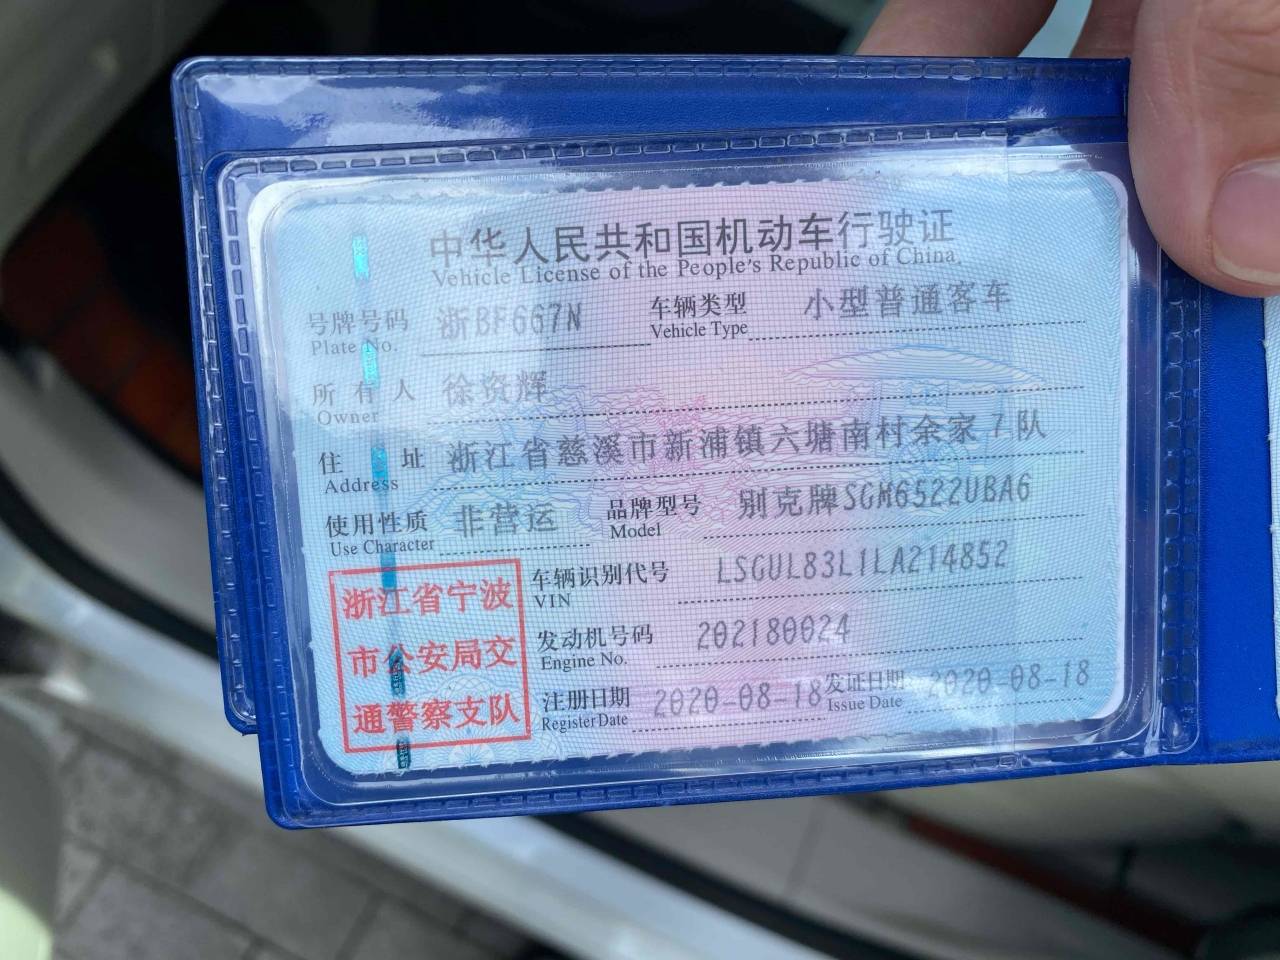 中华人民共和国机动车行驶证
Vehicle License of the People's Republic of China
号牌号码 浙BF667N 车辆类型 小型普通客车
Plate No. Vehicle Type
所有人 徐资辉
Owner
住址 浙江省慈溪市新浦镇六塘南村余家7队
Address
使用性质 非营运 品牌型号 别克牌SGM6522UBA6
Use Character Model
浙江省宁波
市公安局交
通警察支队
车辆识别代号 LSGUL83L1LA214852
VIN
发动机号码 202180024
Engine No.
注册日期 2020-08-18 发证日期 2020-08-18
Register Date Issue Date